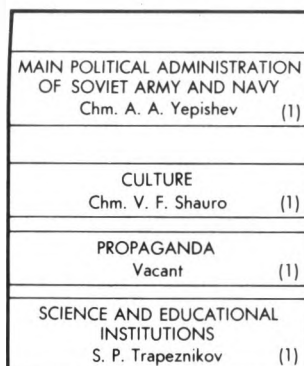 MAIN POLITICAL ADMINISTRATION
OF SOVIET ARMY AND NAVY
Chm. A. A. Yepishev (1)
CULTURE
Chm. V. F. Shauro (1)
PROPAGANDA
Vacant (1)
SCIENCE AND EDUCATIONAL
INSTITUTIONS
S. P. Trapeznikov (1)